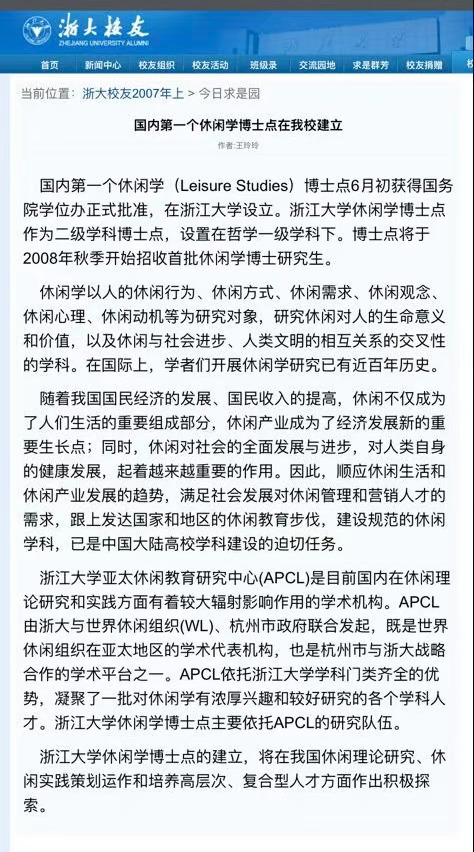 浙大校友
ZHEJIANG UNIVERSITY ALUMNI
首页 新闻中心 校友组织 校友活动 班级录 交流园地 求是群芳 校友捐赠
当前位置：浙大校友2007年上 > 今日求是园
国内第一个休闲学博士点在我校建立
作者:王玲玲
国内第一个休闲学（Leisure Studies）博士点6月初获得国务
院学位办正式批准，在浙江大学设立。浙江大学休闲学博士点
作为二级学科博士点，设置在哲学一级学科下。博士点将于
2008年秋季开始招收首批休闲学博士研究生。
休闲学以人的休闲行为、休闲方式、休闲需求、休闲观念、
休闲心理、休闲动机等为研究对象，研究休闲对人的生命意义
和价值，以及休闲与社会进步、人类文明的相互关系的交叉性
的学科。在国际上，学者们开展休闲学研究已有近百年历史。
随着我国国民经济的发展、国民收入的提高，休闲不仅成为
了人们生活的重要组成部分，休闲产业成为了经济发展新的重
要生长点；同时，休闲对社会的全面发展与进步，对人类自身
的健康发展，起着越来越重要的作用。因此，顺应休闲生活和
休闲产业发展的趋势，满足社会发展对休闲管理和营销人才的
需求，跟上发达国家和地区的休闲教育步伐，建设规范的休闲
学科，已是中国大陆高校学科建设的迫切任务。
浙江大学亚太休闲教育研究中心(APCL)是目前国内在休闲理
论研究和实践方面有着较大辐射影响作用的学术机构。APCL
由浙大与世界休闲组织(WL)、杭州市政府联合发起，既是世界
休闲组织在亚太地区的学术代表机构，也是杭州市与浙大战略
合作的学术平台之一。APCL依托浙江大学学科门类齐全的优
势，凝聚了一批对休闲学有浓厚兴趣和较好研究的各个学科人
才。浙江大学休闲学博士点主要依托APCL的研究队伍。
浙江大学休闲学博士点的建立，将在我国休闲理论研究、休
闲实践策划运作和培养高层次、复合型人才方面作出积极探
索。